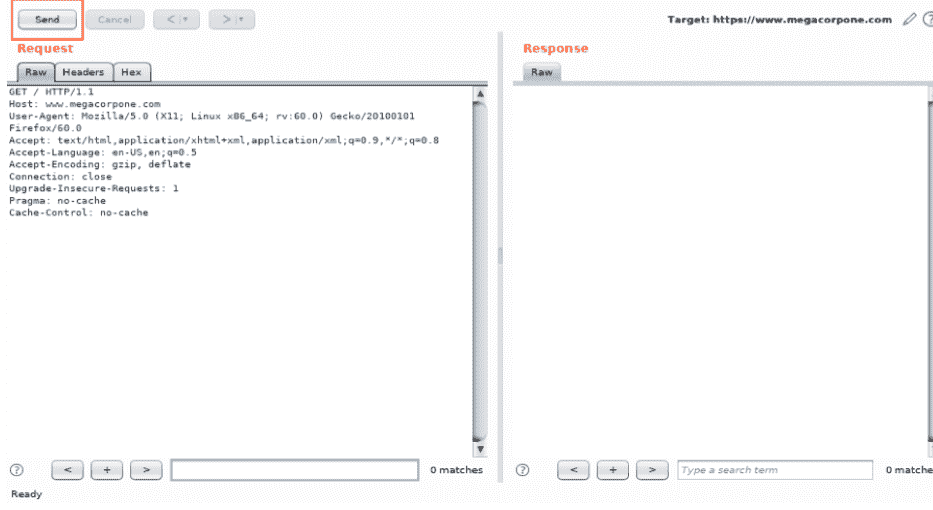 Send Cancel < > Target: https://www.megacorpone.com ?
Request
Response
Raw Headers Hex
Raw
GET / HTTP/1.1
Host: www.megacorpone.com
User-Agent: Mozilla/5.0 (X11; Linux x86_64; rv:60.0) Gecko/20100101
Firefox/60.0
Accept: text/html,application/xhtml+xml,application/xml;q=0.9,*/*;q=0.8
Accept-Language: en-US,en;q=0.5
Accept-Encoding: gzip, deflate
Connection: close
Upgrade-Insecure-Requests: 1
Pragma: no-cache
Cache-Control: no-cache
? < + > 0 matches
? < + > Type a search term 0 matche
Ready